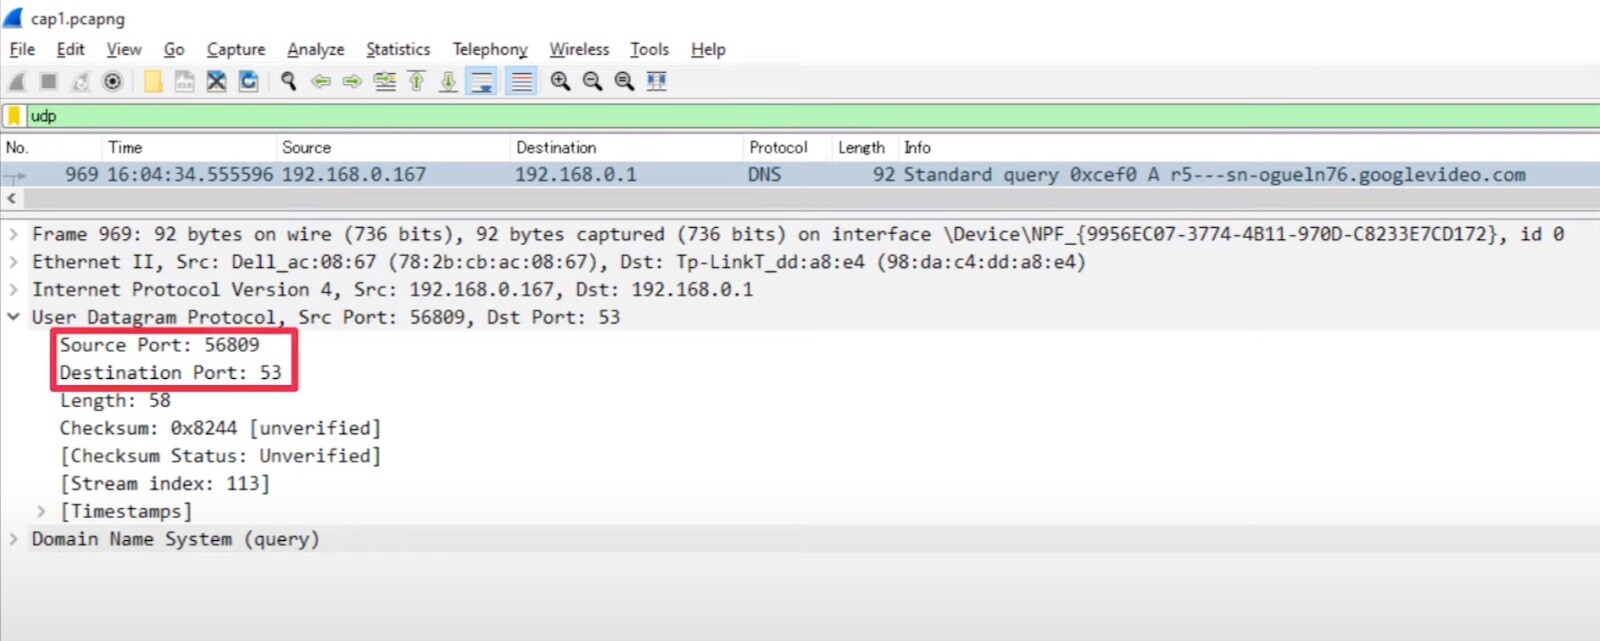 cap1.pcapng
File Edit View Go Capture Analyze Statistics Telephony Wireless Tools Help
udp
No. Time Source Destination Protocol Length Info
969 16:04:34.555596 192.168.0.167 192.168.0.1 DNS 92 Standard query 0xcef0 A r5---sn-ogueln76.googlevideo.com
Frame 969: 92 bytes on wire (736 bits), 92 bytes captured (736 bits) on interface \Device\NPF_{9956EC07-3774-4B11-970D-C8233E7CD172}, id 0
Ethernet II, Src: Dell_ac:08:67 (78:2b:cb:ac:08:67), Dst: Tp-LinkT_dd:a8:e4 (98:da:c4:dd:a8:e4)
Internet Protocol Version 4, Src: 192.168.0.167, Dst: 192.168.0.1
User Datagram Protocol, Src Port: 56809, Dst Port: 53
Source Port: 56809
Destination Port: 53
Length: 58
Checksum: 0x8244 [unverified]
[Checksum Status: Unverified]
[Stream index: 113]
[Timestamps]
Domain Name System (query)